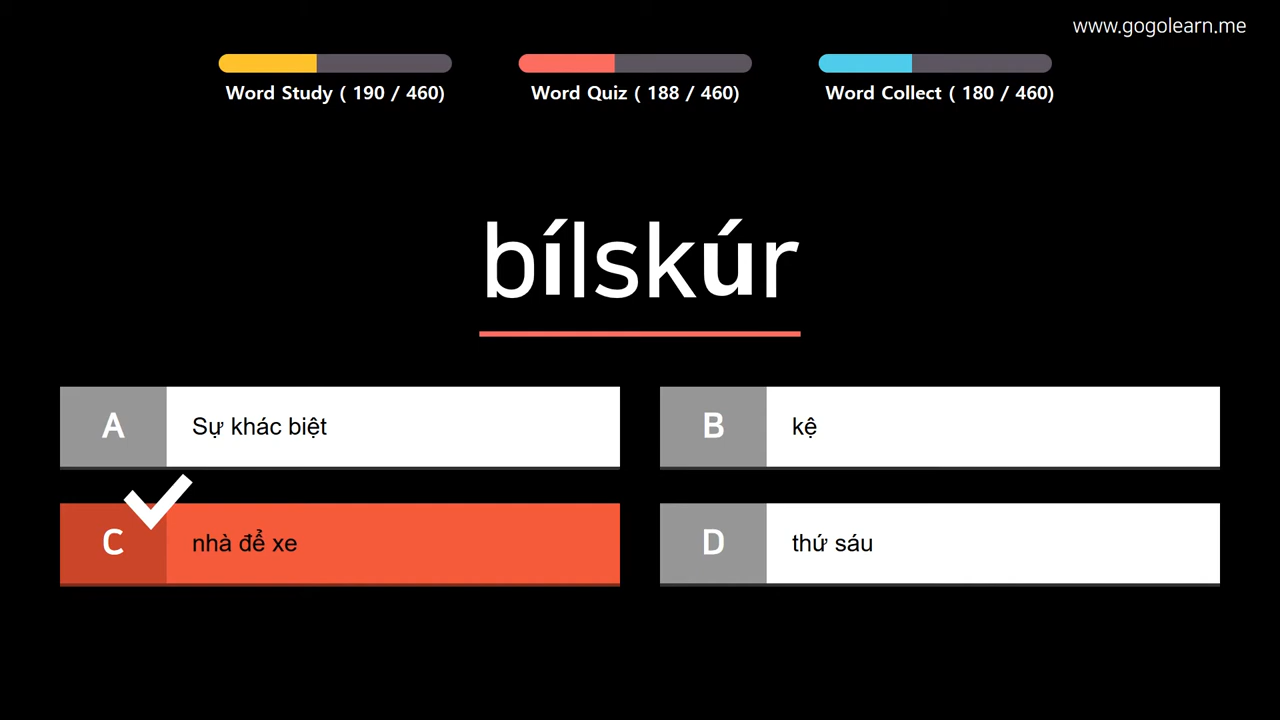 www.gogolearn.me
Word Study ( 190 / 460)
Word Quiz ( 188 / 460)
Word Collect ( 180 / 460)
bílskúr
A Sự khác biệt
B kệ
C nhà để xe
D thứ sáu